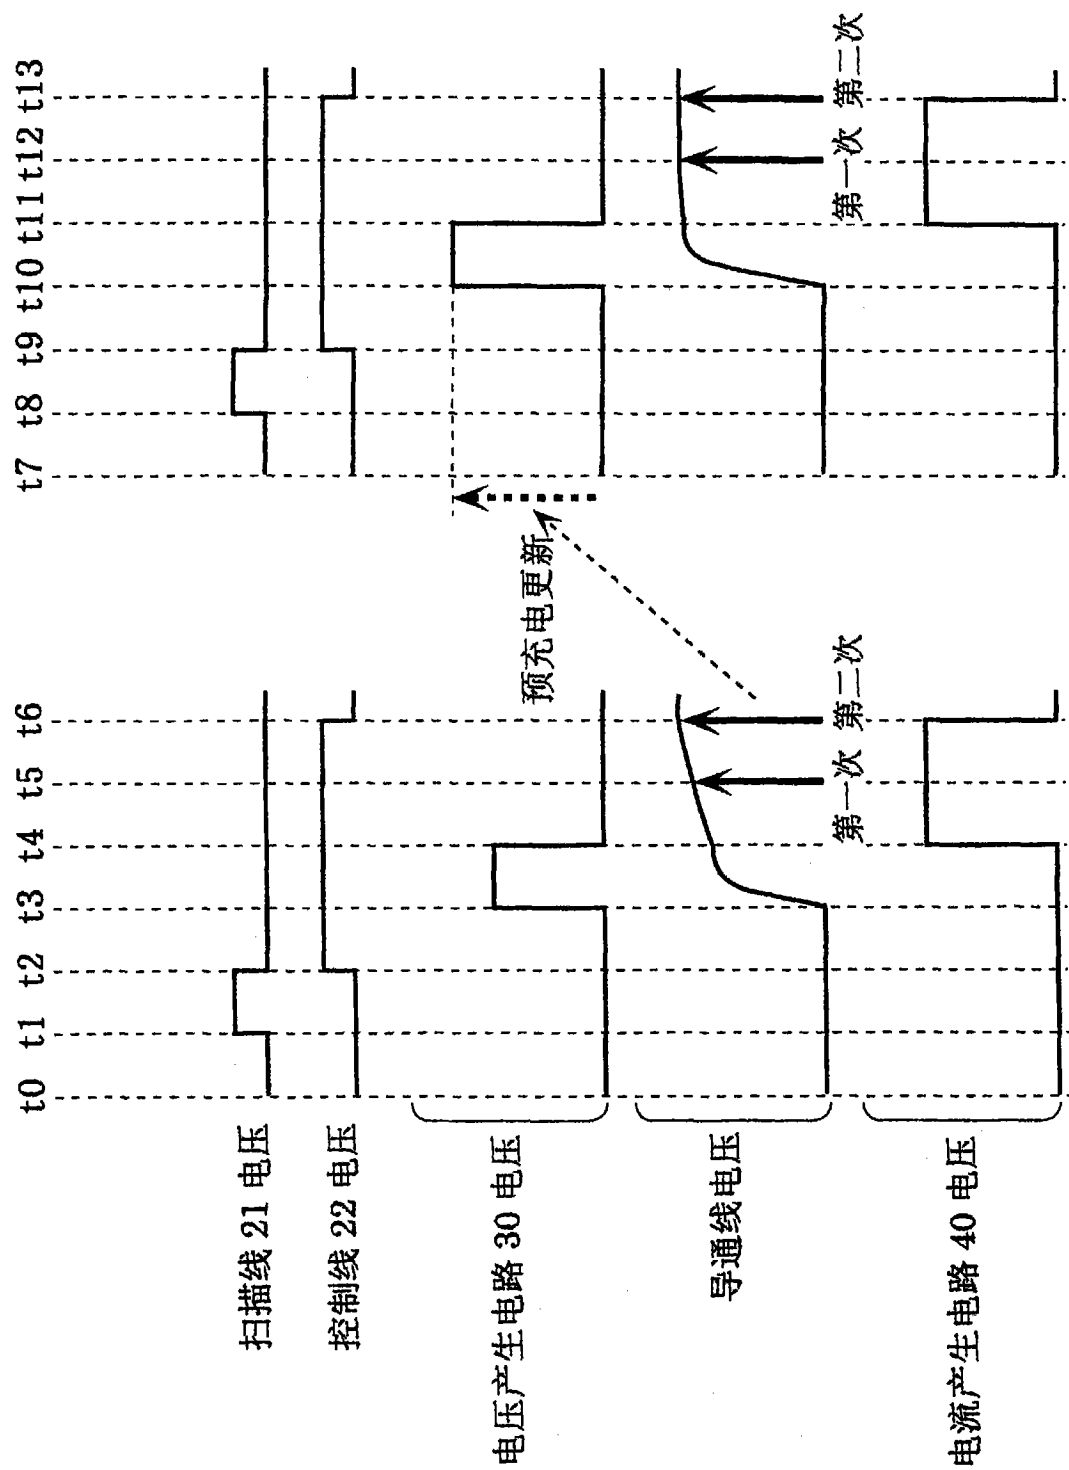 t0 t1 t2 t3 t4 t5 t6 t7 t8 t9 t10 t11 t12 t13
扫描线 21 电压
控制线 22 电压
电压产生电路 30 电压
预充电更新
导通线电压
第一次 第二次 第一次 第二次
电流产生电路 40 电压